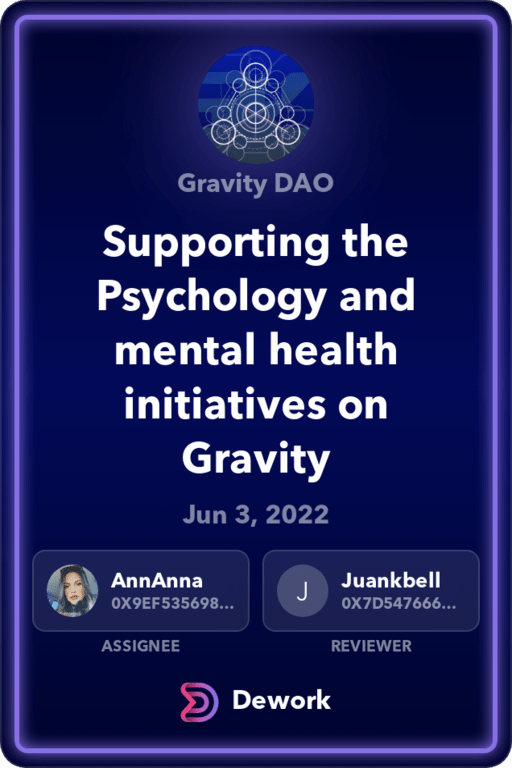 Gravity DAO
Supporting the
Psychology and
mental health
initiatives on
Gravity
Jun 3, 2022
AnnAnna
0X9EF535698...
ASSIGNEE
J
Juankbell
0X7D547666...
REVIEWER
Dework